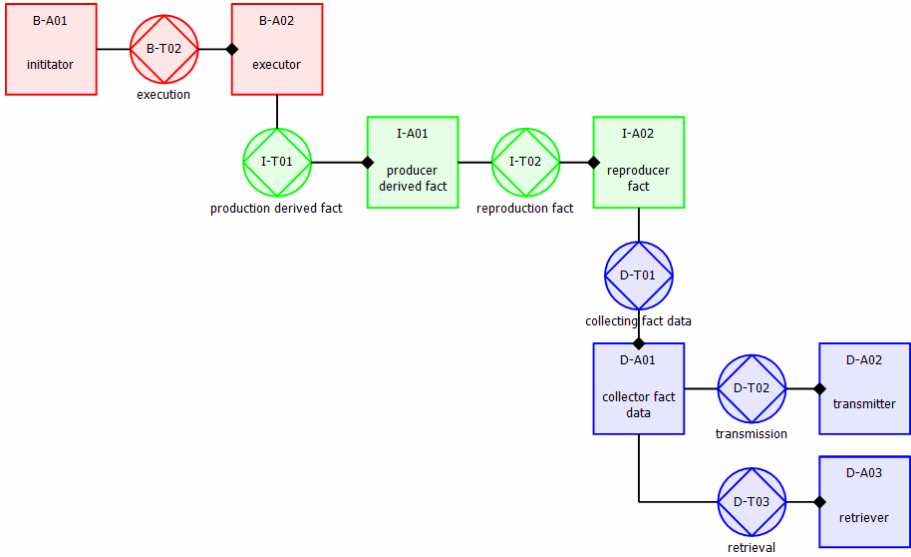 B-A01
inititator
B-T02
execution
B-A02
executor
I-T01
production derived fact
I-A01
producer
derived fact
I-T02
reproduction fact
I-A02
reproducer
fact
D-T01
collecting fact data
D-A01
collector fact
data
D-T02
transmission
D-A02
transmitter
D-T03
retrieval
D-A03
retriever